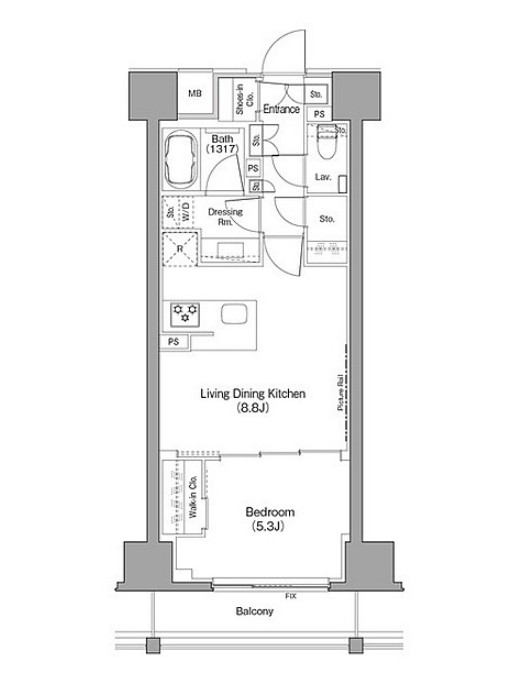 MB
Shoes-in
Clo.
Entrance
Sto.
PS
Sto.
Bath
(1317)
Sto.
PS
Sto.
Lav.
Sto.
W/D
Dressing
Rm.
Sto.
R
PS
Living Dining Kitchen
(8.8J)
Picture Rail
Walk-in Clo.
Bedroom
(5.3J)
FIX
Balcony